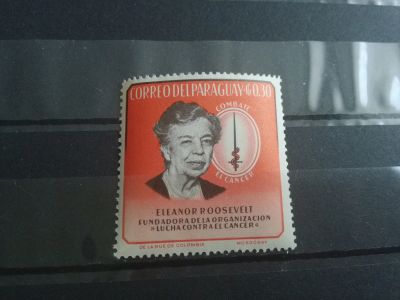 CORREO DEL PARAGUAY ₲0.30
COMBATE
EL CANCER
ELEANOR ROOSEVELT
FUNDADORA DE LA ORGANIZACION
»LUCHA CONTRA EL CANCER«
DE LA RUE DE COLOMBIA